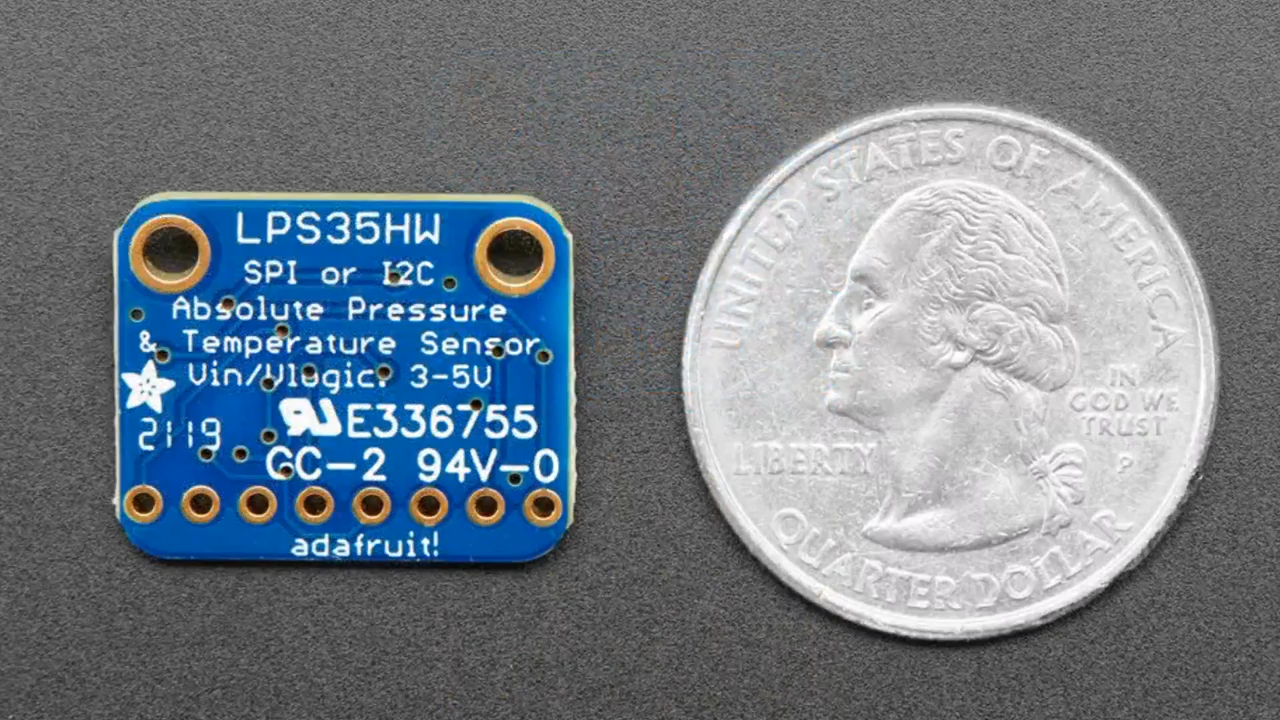 LPS35HW
SPI or I2C
Absolute Pressure
& Temperature Sensor
Vin/Vlogic: 3-5V
2119
E336755
GC-2 94V-0
adafruit!
UNITED STATES OF AMERICA
IN
GOD WE
TRUST
LIBERTY
P
QUARTER DOLLAR